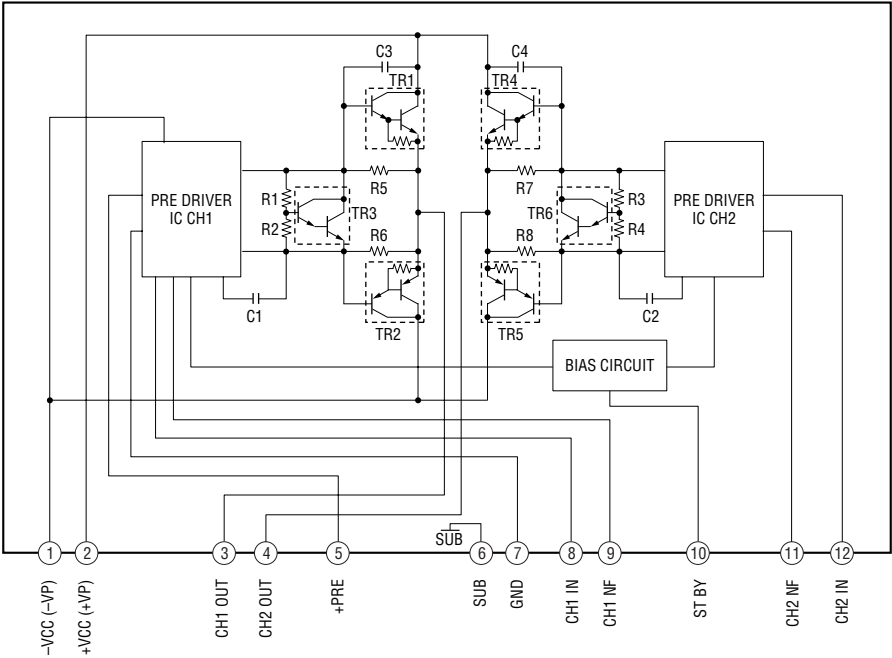 C3
C4
TR1
TR4
PRE DRIVER
IC CH1
R1
R2
TR3
R5
R6
R7
R8
TR6
R3
R4
PRE DRIVER
IC CH2
C1
TR2
TR5
C2
BIAS CIRCUIT
SUB
1
2
3
4
5
6
7
8
9
10
11
12
–VCC (–VP)
+VCC (+VP)
CH1 OUT
CH2 OUT
+PRE
SUB
GND
CH1 IN
CH1 NF
ST BY
CH2 NF
CH2 IN